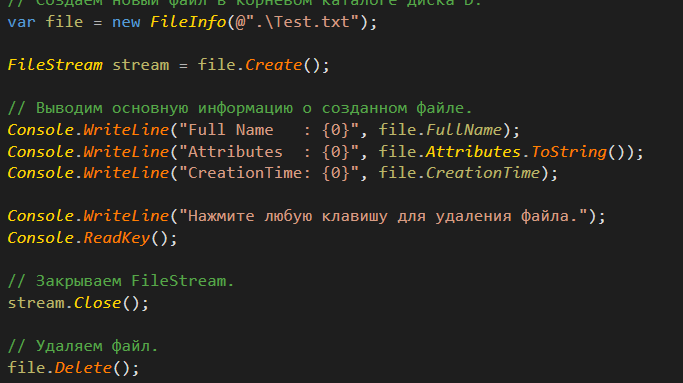 // Создаем новый файл в корневом каталоге диска D.
var file = new FileInfo(@".\Test.txt");
FileStream stream = file.Create();
// Выводим основную информацию о созданном файле.
Console.WriteLine("Full Name   : {0}", file.FullName);
Console.WriteLine("Attributes  : {0}", file.Attributes.ToString());
Console.WriteLine("CreationTime: {0}", file.CreationTime);
Console.WriteLine("Нажмите любую клавишу для удаления файла.");
Console.ReadKey();
// Закрываем FileStream.
stream.Close();
// Удаляем файл.
file.Delete();